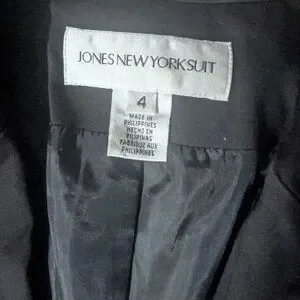 JONES NEW YORK SUIT
4
MADE IN
PHILIPPINES
HECHO EN
FILIPINAS
FABRIQUE AUX
PHILIPPINES